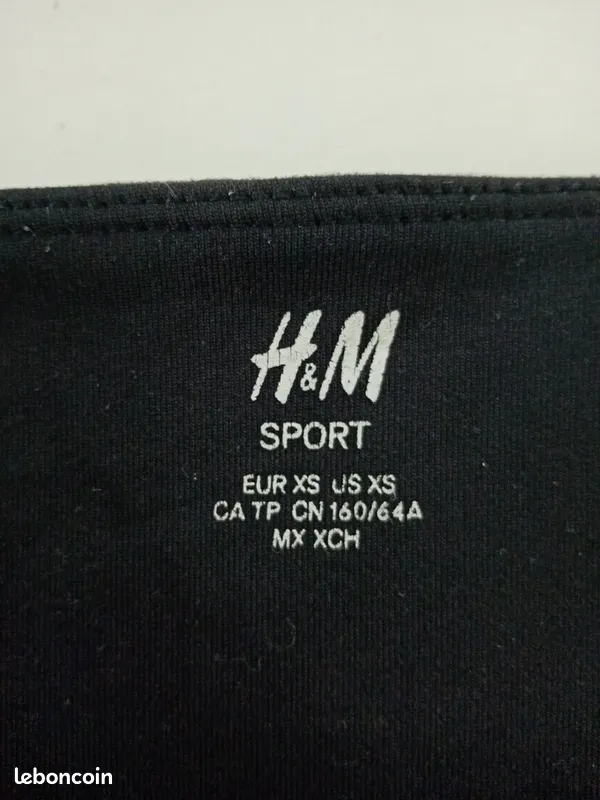 H&M
SPORT
EUR XS US XS
CA TP CN 160/64A
MX XCH
leboncoin